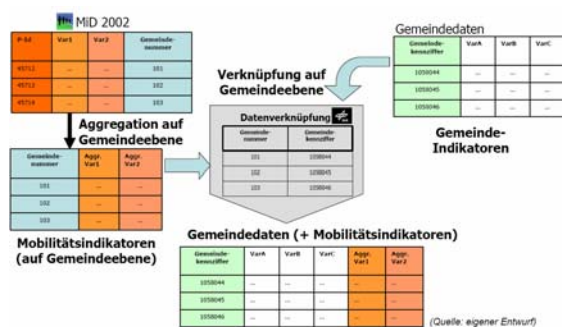 MiD 2002
P-Id Var1 Var2 Gemeinde-
nummer
45712 ... ... 101
45713 ... ... 102
45714 ... ... 103
Aggregation auf
Gemeindeebene
Gemeinde-
nummer Aggr.
Var1 Aggr.
Var2
101 ... ...
102 ... ...
103 ... ...
Mobilitätsindikatoren
(auf Gemeindeebene)
Verknüpfung auf
Gemeindeebene
Datenverknüpfung
Gemeinde-
nummer Gemeinde-
kennziffer
101 1058044
102 1058045
103 1058046
Gemeindedaten
Gemeinde-
kennziffer VarA VarB VarC
1058044 ... ... ...
1058045 ... ... ...
1058046 ... ... ...
Gemeinde-
Indikatoren
Gemeindedaten (+ Mobilitätsindikatoren)
Gemeinde-
kennziffer VarA VarB VarC Aggr.
Var1 Aggr.
Var2
1058044 ... ... ... ... ...
1058045 ... ... ... ... ...
1058046 ... ... ... ... ...
(Quelle: eigener Entwurf)